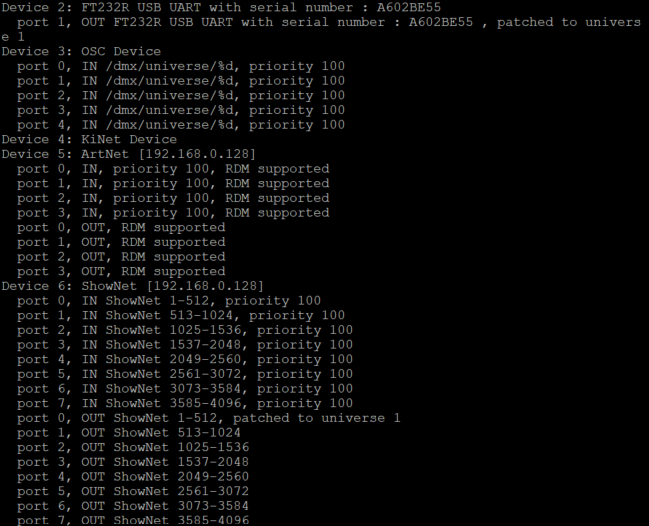 Device 2: FT232R USB UART with serial number : A602BE55
  port 1, OUT FT232R USB UART with serial number : A602BE55 , patched to univers
e 1
Device 3: OSC Device
  port 0, IN /dmx/universe/%d, priority 100
  port 1, IN /dmx/universe/%d, priority 100
  port 2, IN /dmx/universe/%d, priority 100
  port 3, IN /dmx/universe/%d, priority 100
  port 4, IN /dmx/universe/%d, priority 100
Device 4: KiNet Device
Device 5: ArtNet [192.168.0.128]
  port 0, IN, priority 100, RDM supported
  port 1, IN, priority 100, RDM supported
  port 2, IN, priority 100, RDM supported
  port 3, IN, priority 100, RDM supported
  port 0, OUT, RDM supported
  port 1, OUT, RDM supported
  port 2, OUT, RDM supported
  port 3, OUT, RDM supported
Device 6: ShowNet [192.168.0.128]
  port 0, IN ShowNet 1-512, priority 100
  port 1, IN ShowNet 513-1024, priority 100
  port 2, IN ShowNet 1025-1536, priority 100
  port 3, IN ShowNet 1537-2048, priority 100
  port 4, IN ShowNet 2049-2560, priority 100
  port 5, IN ShowNet 2561-3072, priority 100
  port 6, IN ShowNet 3073-3584, priority 100
  port 7, IN ShowNet 3585-4096, priority 100
  port 0, OUT ShowNet 1-512, patched to universe 1
  port 1, OUT ShowNet 513-1024
  port 2, OUT ShowNet 1025-1536
  port 3, OUT ShowNet 1537-2048
  port 4, OUT ShowNet 2049-2560
  port 5, OUT ShowNet 2561-3072
  port 6, OUT ShowNet 3073-3584
  port 7, OUT ShowNet 3585-4096